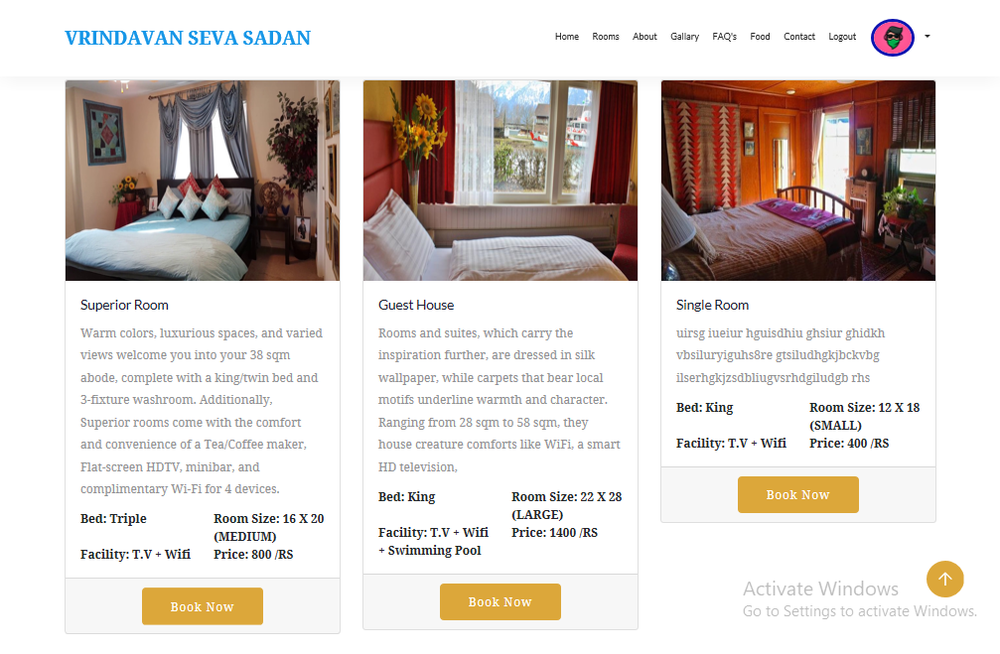 VRINDAVAN SEVA SADAN
Home Rooms About Gallary FAQ's Food Contact Logout
Superior Room
Warm colors, luxurious spaces, and varied
views welcome you into your 38 sqm
abode, complete with a king/twin bed and
3-fixture washroom. Additionally,
Superior rooms come with the comfort
and convenience of a Tea/Coffee maker,
Flat-screen HDTV, minibar, and
complimentary Wi-Fi for 4 devices.
Bed: Triple Room Size: 16 X 20
(MEDIUM)
Facility: T.V + Wifi Price: 800 /RS
Book Now
Guest House
Rooms and suites, which carry the
inspiration further, are dressed in silk
wallpaper, while carpets that bear local
motifs underline warmth and character.
Ranging from 28 sqm to 58 sqm, they
house creature comforts like WiFi, a smart
HD television,
Bed: King Room Size: 22 X 28
(LARGE)
Facility: T.V + Wifi Price: 1400 /RS
+ Swimming Pool
Book Now
Single Room
uirsg iueiur hguisdhiu ghsiur ghidkh
vbsiluryiguhs8re gtsiludhgkjbckvbg
ilserhgkjzsdbliugvsrhdgiludgb rhs
Bed: King Room Size: 12 X 18
(SMALL)
Facility: T.V + Wifi Price: 400 /RS
Book Now
Activate Windows
Go to Settings to activate Windows.